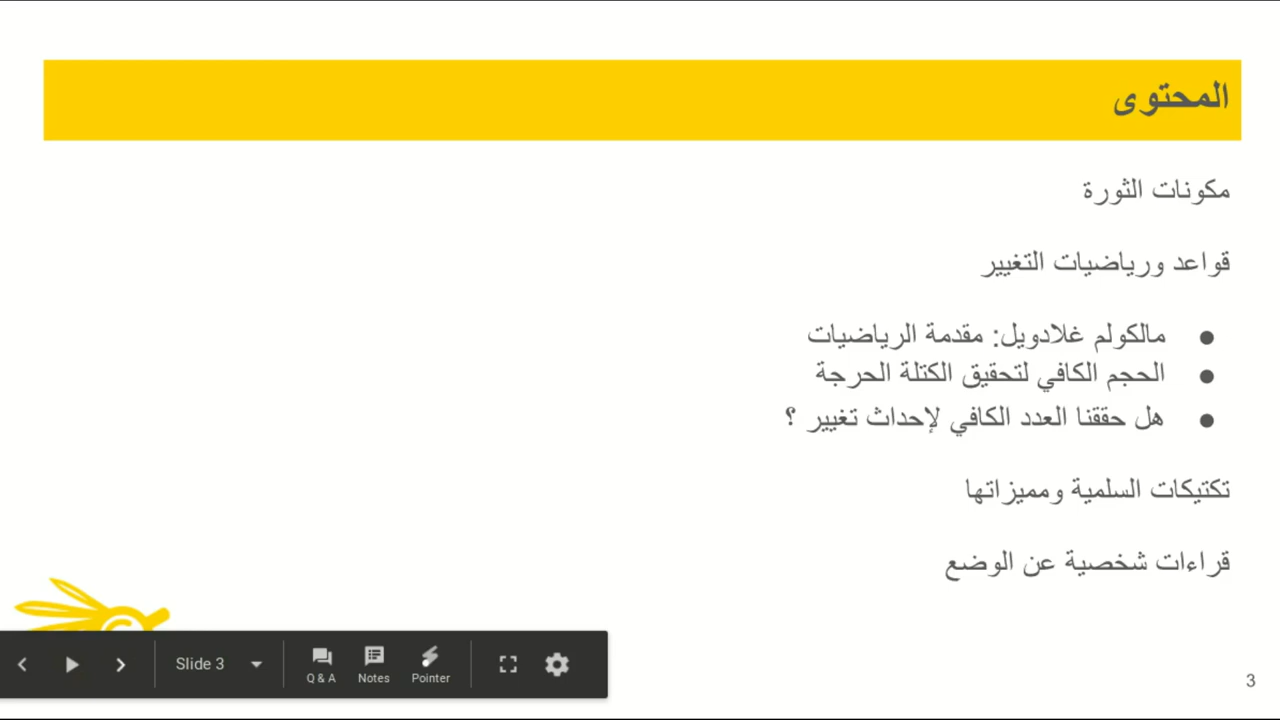 المحتوى
مكونات الثورة
قواعد ورياضيات التغيير
● مالكولم غلادويل: مقدمة الرياضيات
● الحجم الكافي لتحقيق الكتلة الحرجة
● هل حققنا العدد الكافي لإحداث تغيير ؟
تكتيكات السلمية ومميزاتها
قراءات شخصية عن الوضع
Slide 3
Q & A
Notes
Pointer
3